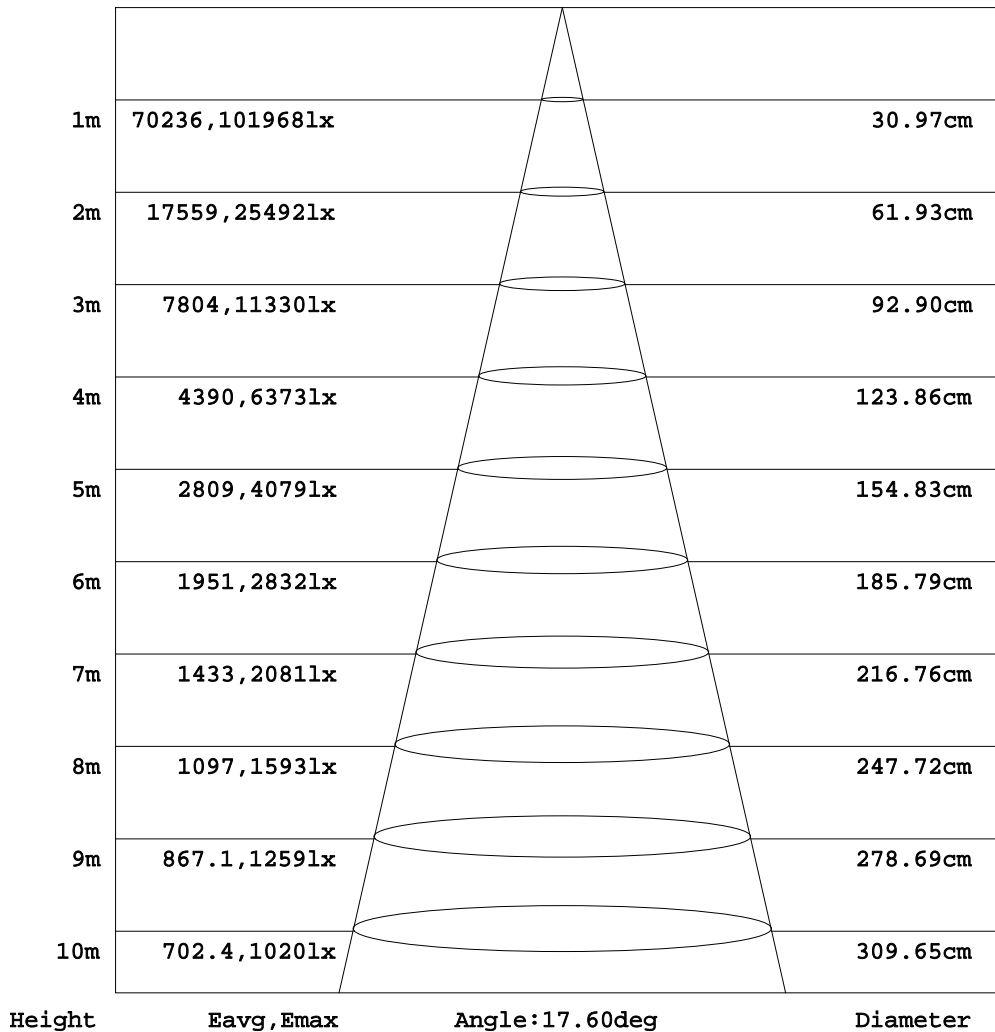 1m 70236,101968lx 30.97cm
2m 17559,25492lx 61.93cm
3m 7804,11330lx 92.90cm
4m 4390,6373lx 123.86cm
5m 2809,4079lx 154.83cm
6m 1951,2832lx 185.79cm
7m 1433,2081lx 216.76cm
8m 1097,1593lx 247.72cm
9m 867.1,1259lx 278.69cm
10m 702.4,1020lx 309.65cm
Height Eavg,Emax Angle:17.60deg Diameter